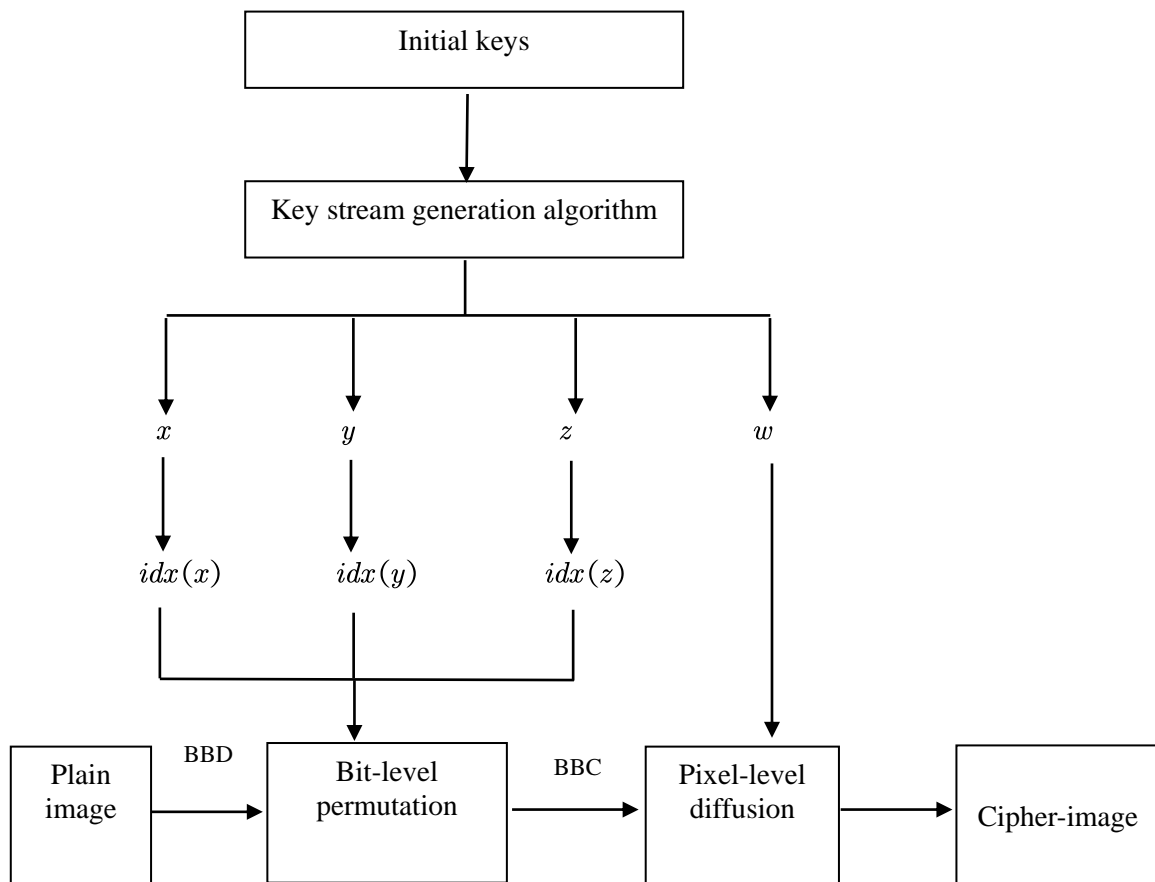 Initial keys
Key stream generation algorithm
x y z w
idx(x) idx(y) idx(z)
BBD
BBC
Plain
image
Bit-level
permutation
Pixel-level
diffusion
Cipher-image